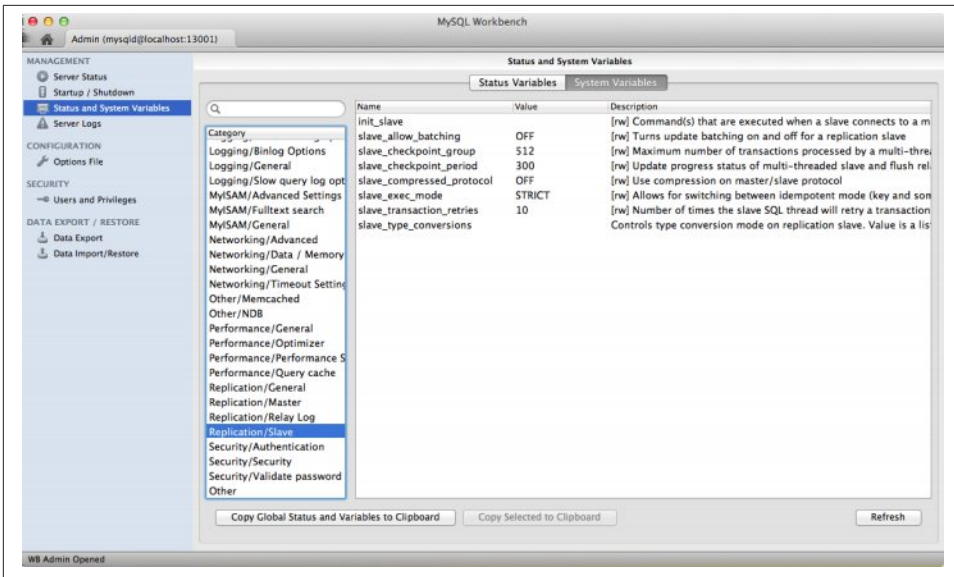 MySQL Workbench
Admin (mysqld@localhost:13001)
MANAGEMENT
Server Status
Startup / Shutdown
Status and System Variables
Server Logs
CONFIGURATION
Options File
SECURITY
Users and Privileges
DATA EXPORT / RESTORE
Data Export
Data Import/Restore
Status and System Variables
Status Variables System Variables
Category
Logging/Binlog Options
Logging/General
Logging/Slow query log opt
MyISAM/Advanced Settings
MyISAM/Fulltext search
MyISAM/General
Networking/Advanced
Networking/Data / Memory
Networking/General
Networking/Timeout Setting
Other/Memcached
Other/NDB
Performance/General
Performance/Optimizer
Performance/Performance S
Performance/Query cache
Replication/General
Replication/Master
Replication/Relay Log
Replication/Slave
Security/Authentication
Security/Security
Security/Validate password
Other
Name Value Description
init_slave [rw] Command(s) that are executed when a slave connects to a m
slave_allow_batching OFF [rw] Turns update batching on and off for a replication slave
slave_checkpoint_group 512 [rw] Maximum number of transactions processed by a multi-threa
slave_checkpoint_period 300 [rw] Update progress status of multi-threaded slave and flush rel
slave_compressed_protocol OFF [rw] Use compression on master/slave protocol
slave_exec_mode STRICT [rw] Allows for switching between idempotent mode (key and som
slave_transaction_retries 10 [rw] Number of times the slave SQL thread will retry a transaction
slave_type_conversions Controls type conversion mode on replication slave. Value is a lis
Copy Global Status and Variables to Clipboard Copy Selected to Clipboard Refresh
WB Admin Opened